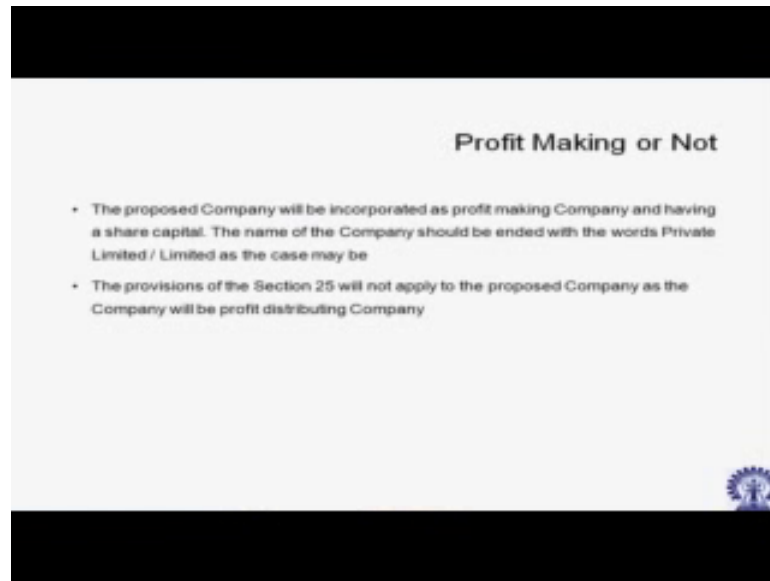 Profit Making or Not
• The proposed Company will be incorporated as profit making Company and having
a share capital. The name of the Company should be ended with the words Private
Limited / Limited as the case may be
• The provisions of the Section 25 will not apply to the proposed Company as the
Company will be profit distributing Company